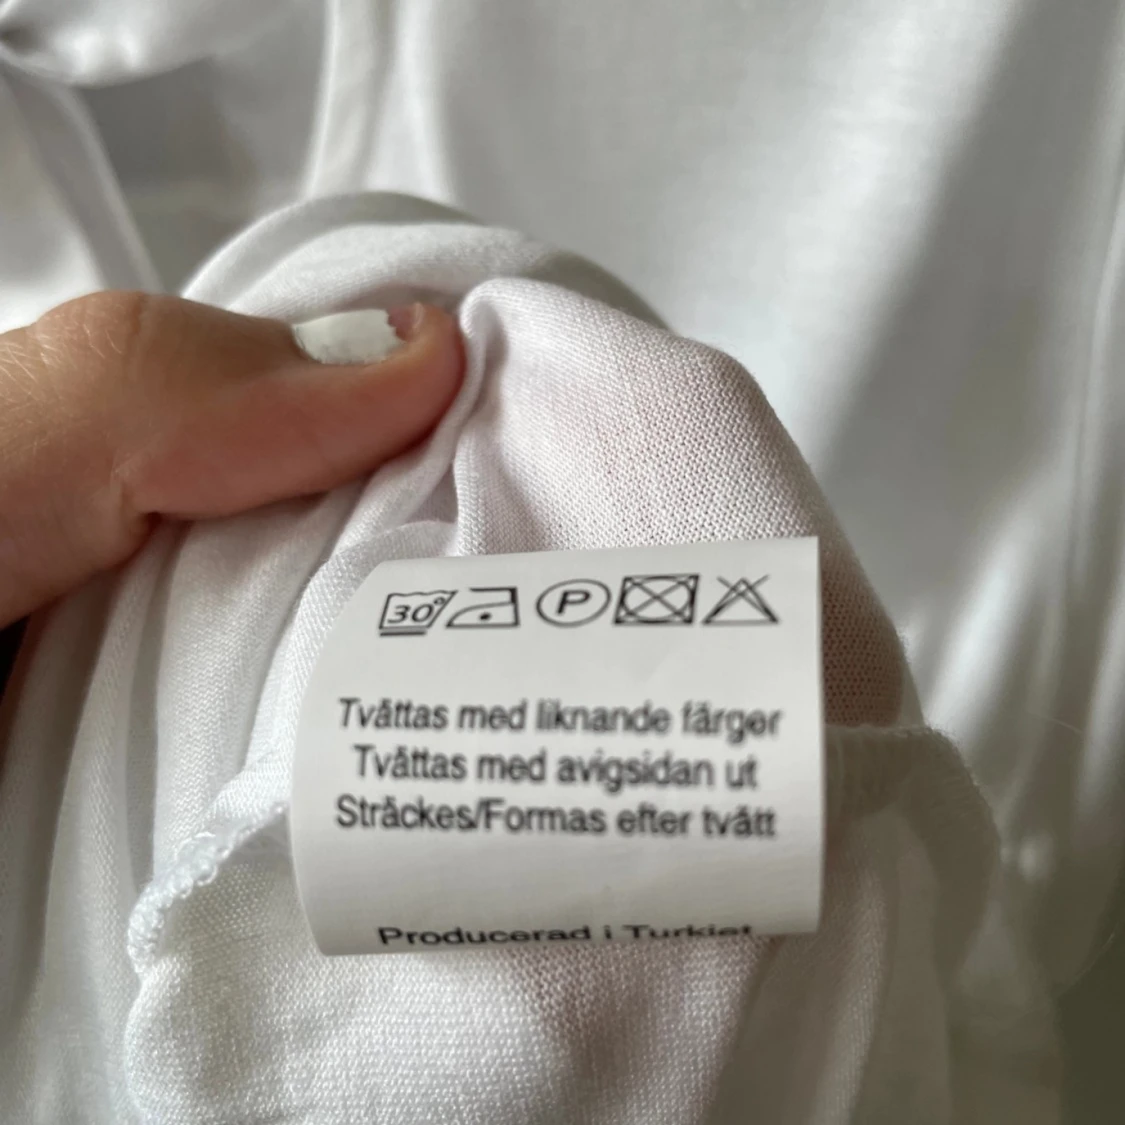 30° P
Tvättas med liknande färger
Tvättas med avigsidan ut
Sträckes/Formas efter tvätt
Producerad i Turkiet